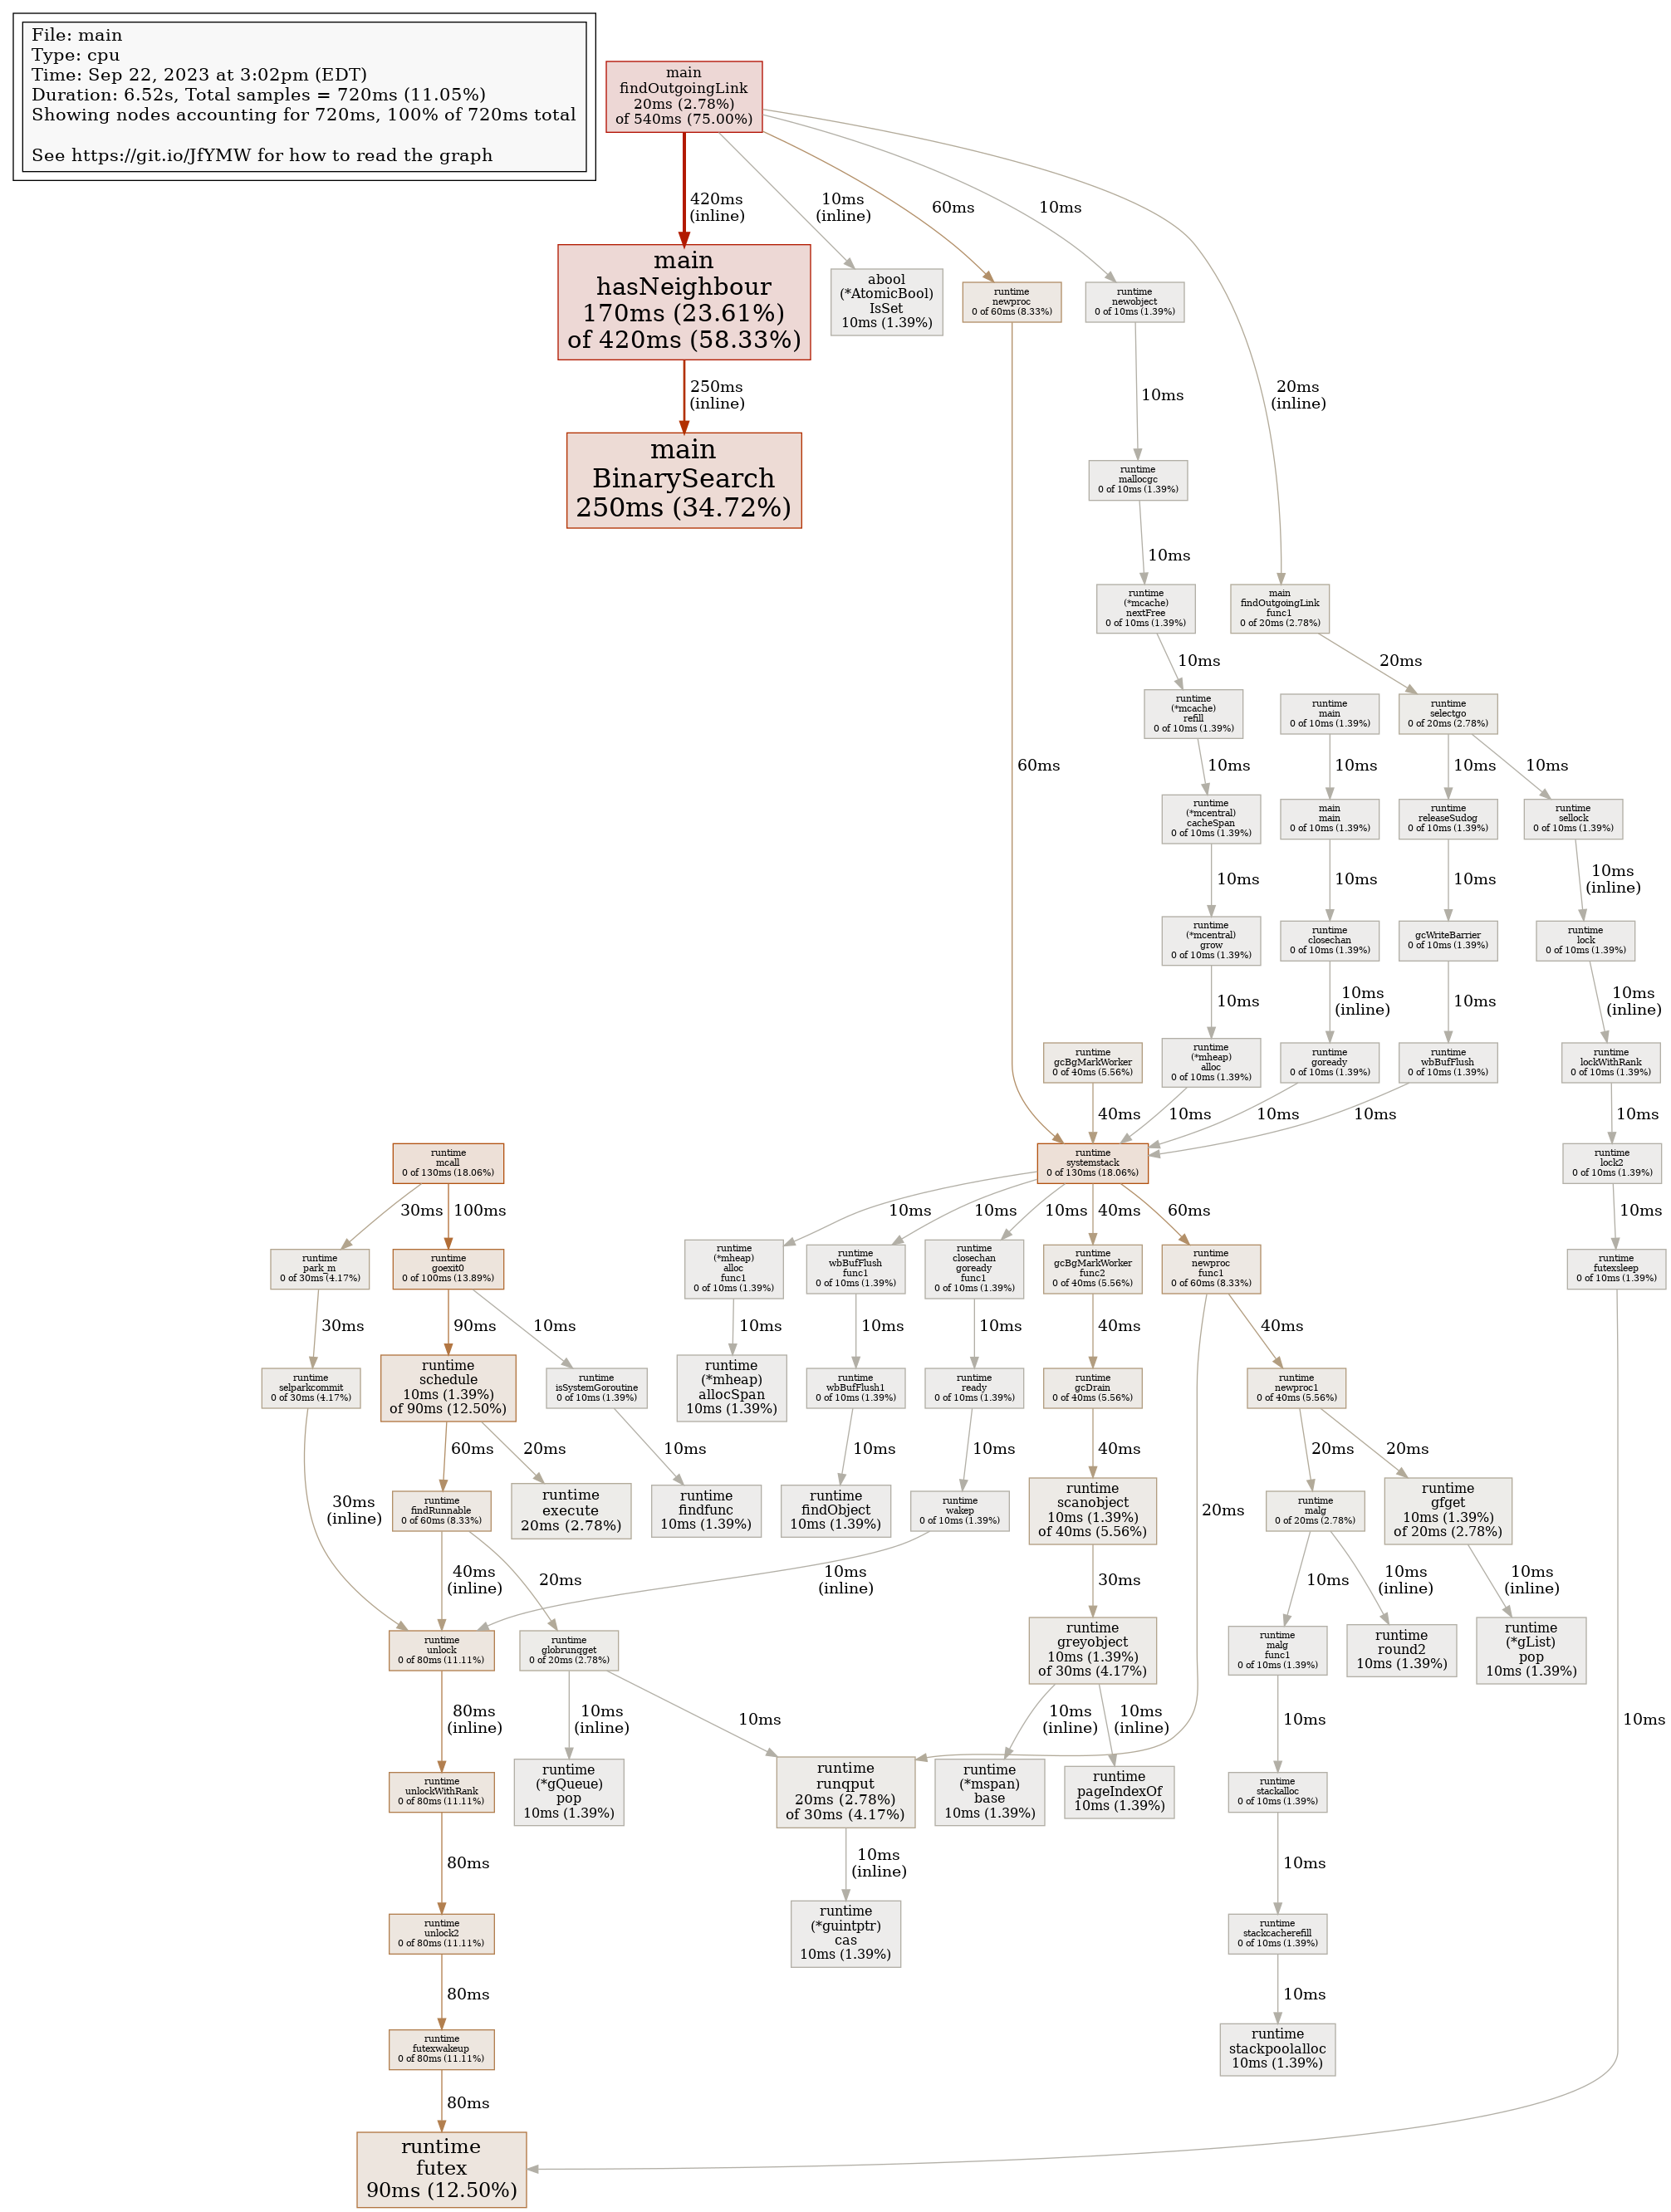 File: main
Type: cpu
Time: Sep 22, 2023 at 3:02pm (EDT)
Duration: 6.52s, Total samples = 720ms (11.05%)
Showing nodes accounting for 720ms, 100% of 720ms total
See https://git.io/JfYMW for how to read the graph
main
findOutgoingLink
20ms (2.78%)
of 540ms (75.00%)
420ms
(inline)
10ms
(inline)
60ms
10ms
20ms
(inline)
main
hasNeighbour
170ms (23.61%)
of 420ms (58.33%)
abool
(*AtomicBool)
IsSet
10ms (1.39%)
runtime
newproc
0 of 60ms (8.33%)
runtime
newobject
0 of 10ms (1.39%)
250ms
(inline)
10ms
main
BinarySearch
250ms (34.72%)
runtime
mallocgc
0 of 10ms (1.39%)
10ms
runtime
(*mcache)
nextFree
0 of 10ms (1.39%)
main
findOutgoingLink
func1
0 of 20ms (2.78%)
10ms
20ms
runtime
(*mcache)
refill
0 of 10ms (1.39%)
runtime
main
0 of 10ms (1.39%)
runtime
selectgo
0 of 20ms (2.78%)
60ms
10ms
10ms
10ms
10ms
runtime
(*mcentral)
cacheSpan
0 of 10ms (1.39%)
main
main
0 of 10ms (1.39%)
runtime
releaseSudog
0 of 10ms (1.39%)
runtime
sellock
0 of 10ms (1.39%)
10ms
10ms
10ms
10ms
(inline)
runtime
(*mcentral)
grow
0 of 10ms (1.39%)
runtime
closechan
0 of 10ms (1.39%)
gcWriteBarrier
0 of 10ms (1.39%)
runtime
lock
0 of 10ms (1.39%)
10ms
10ms
(inline)
10ms
10ms
(inline)
runtime
gcBgMarkWorker
0 of 40ms (5.56%)
runtime
(*mheap)
alloc
0 of 10ms (1.39%)
runtime
goready
0 of 10ms (1.39%)
runtime
wbBufFlush
0 of 10ms (1.39%)
runtime
lockWithRank
0 of 10ms (1.39%)
40ms
10ms
10ms
10ms
10ms
runtime
mcall
0 of 130ms (18.06%)
runtime
systemstack
0 of 130ms (18.06%)
runtime
lock2
0 of 10ms (1.39%)
30ms
100ms
10ms
10ms
10ms
40ms
60ms
10ms
runtime
park_m
0 of 30ms (4.17%)
runtime
goexit0
0 of 100ms (13.89%)
runtime
(*mheap)
alloc
func1
0 of 10ms (1.39%)
runtime
wbBufFlush
func1
0 of 10ms (1.39%)
runtime
closechan
goready
func1
0 of 10ms (1.39%)
runtime
gcBgMarkWorker
func2
0 of 40ms (5.56%)
runtime
newproc
func1
0 of 60ms (8.33%)
runtime
futexsleep
0 of 10ms (1.39%)
30ms
90ms
10ms
10ms
10ms
10ms
40ms
40ms
runtime
selparkcommit
0 of 30ms (4.17%)
runtime
schedule
10ms (1.39%)
of 90ms (12.50%)
runtime
isSystemGoroutine
0 of 10ms (1.39%)
runtime
(*mheap)
allocSpan
10ms (1.39%)
runtime
wbBufFlush1
0 of 10ms (1.39%)
runtime
ready
0 of 10ms (1.39%)
runtime
gcDrain
0 of 40ms (5.56%)
runtime
newproc1
0 of 40ms (5.56%)
30ms
(inline)
60ms
20ms
10ms
10ms
10ms
40ms
20ms
20ms
20ms
runtime
findRunnable
0 of 60ms (8.33%)
runtime
execute
20ms (2.78%)
runtime
findfunc
10ms (1.39%)
runtime
findObject
10ms (1.39%)
runtime
wakep
0 of 10ms (1.39%)
runtime
scanobject
10ms (1.39%)
of 40ms (5.56%)
runtime
malg
0 of 20ms (2.78%)
runtime
gfget
10ms (1.39%)
of 20ms (2.78%)
40ms
(inline)
20ms
10ms
(inline)
30ms
10ms
10ms
(inline)
10ms
(inline)
runtime
unlock
0 of 80ms (11.11%)
runtime
globrunqget
0 of 20ms (2.78%)
runtime
greyobject
10ms (1.39%)
of 30ms (4.17%)
runtime
malg
func1
0 of 10ms (1.39%)
runtime
round2
10ms (1.39%)
runtime
(*gList)
pop
10ms (1.39%)
80ms
(inline)
10ms
(inline)
10ms
10ms
(inline)
10ms
(inline)
10ms
10ms
runtime
unlockWithRank
0 of 80ms (11.11%)
runtime
(*gQueue)
pop
10ms (1.39%)
runtime
runqput
20ms (2.78%)
of 30ms (4.17%)
runtime
(*mspan)
base
10ms (1.39%)
runtime
pageIndexOf
10ms (1.39%)
runtime
stackalloc
0 of 10ms (1.39%)
80ms
10ms
(inline)
10ms
runtime
unlock2
0 of 80ms (11.11%)
runtime
(*guintptr)
cas
10ms (1.39%)
runtime
stackcacherefill
0 of 10ms (1.39%)
80ms
10ms
runtime
futexwakeup
0 of 80ms (11.11%)
runtime
stackpoolalloc
10ms (1.39%)
80ms
runtime
futex
90ms (12.50%)